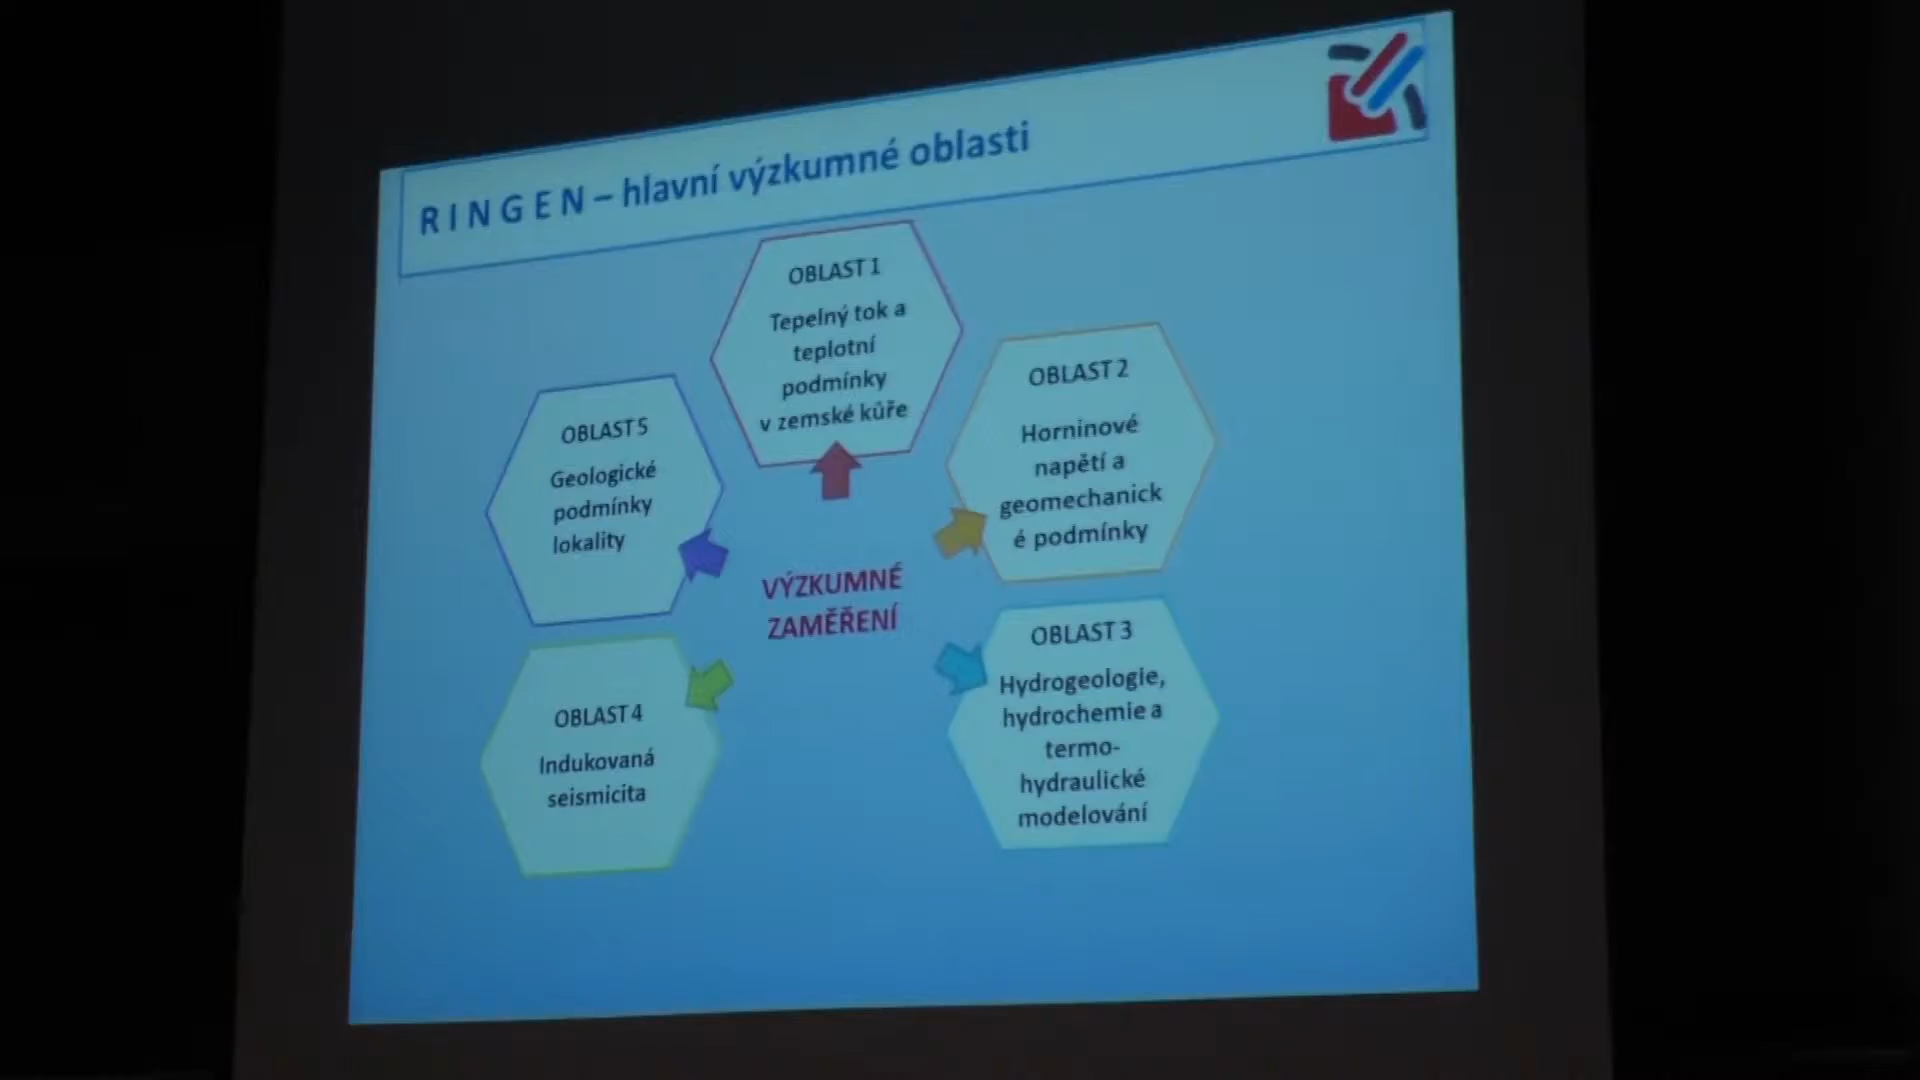 R I N G E N – hlavní výzkumné oblasti
OBLAST 1
Tepelný tok a
teplotní
podmínky
v zemské kůře
OBLAST 2
Horninové
napětí a
geomechanick
é podmínky
OBLAST 3
Hydrogeologie,
hydrochemie a
termo-
hydraulické
modelování
OBLAST 4
Indukovaná
seismicita
OBLAST 5
Geologické
podmínky
lokality
VÝZKUMNÉ
ZAMĚŘENÍ